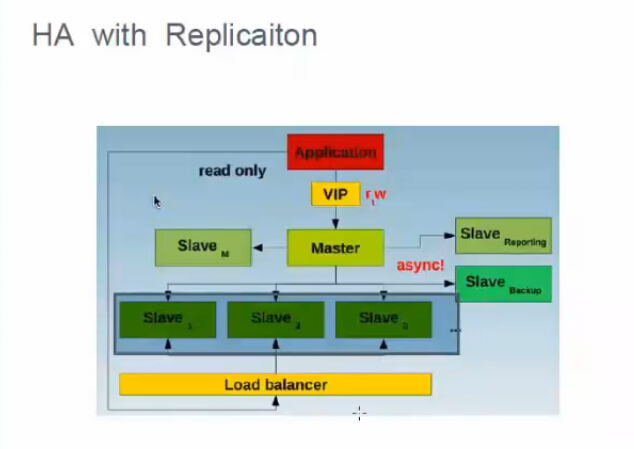 HA with Replicaiton
Application
read only
VIP
r,w
Slave M
Master
Slave Reporting
async!
Slave Backup
Slave 1
Slave 2
Slave 3
...
Load balancer